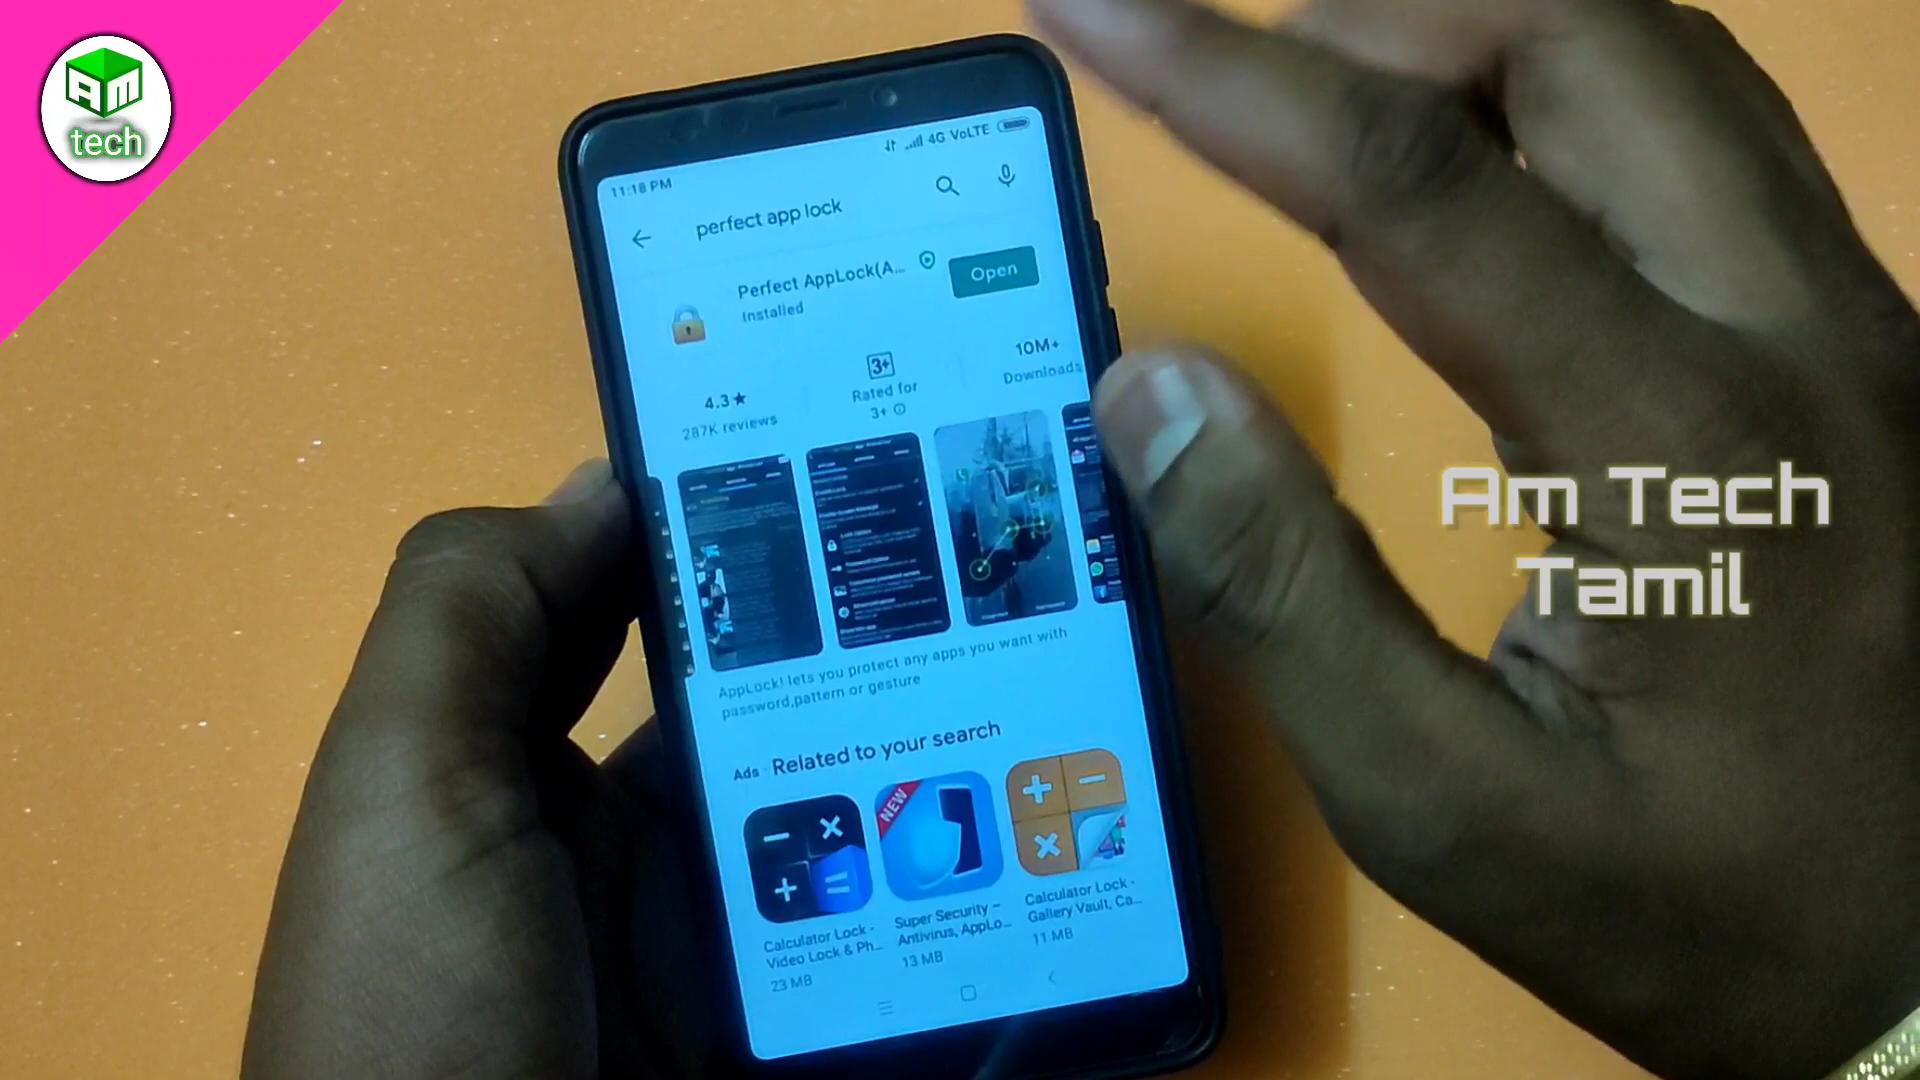 AM
tech
11:18 PM
4G VoLTE
perfect app lock
Perfect AppLock(A...
Installed
Open
4.3★
287K reviews
3+
Rated for
3+
10M+
Downloads
AppLock! lets you protect any apps you want with
password,pattern or gesture
Ads · Related to your search
Calculator Lock -
Video Lock & Ph...
23 MB
NEW
Super Security –
Antivirus, AppLo...
13 MB
Calculator Lock -
Gallery Vault, Ca...
11 MB
Am Tech
Tamil